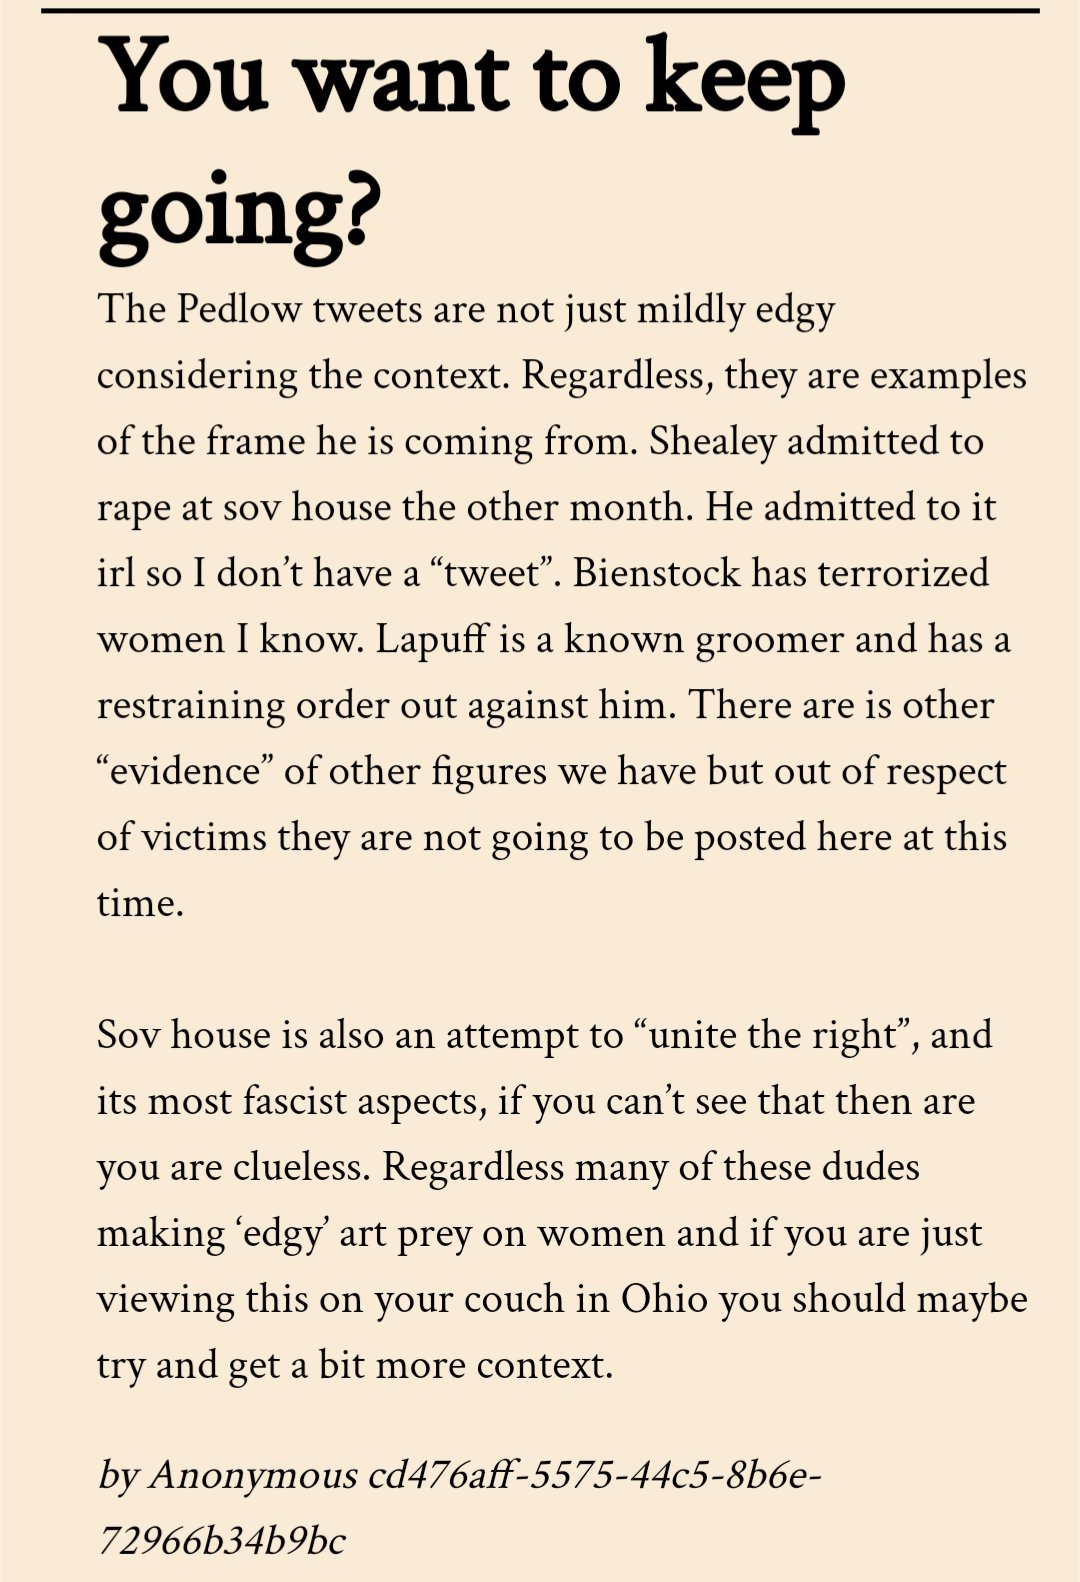 You want to keep
going?
The Pedlow tweets are not just mildly edgy
considering the context. Regardless, they are examples
of the frame he is coming from. Shealey admitted to
rape at sov house the other month. He admitted to it
irl so I don’t have a “tweet”. Bienstock has terrorized
women I know. Lapuff is a known groomer and has a
restraining order out against him. There are is other
“evidence” of other figures we have but out of respect
of victims they are not going to be posted here at this
time.
Sov house is also an attempt to “unite the right”, and
its most fascist aspects, if you can’t see that then are
you are clueless. Regardless many of these dudes
making ‘edgy’ art prey on women and if you are just
viewing this on your couch in Ohio you should maybe
try and get a bit more context.
by Anonymous cd476aff-5575-44c5-8b6e-
72966b34b9bc